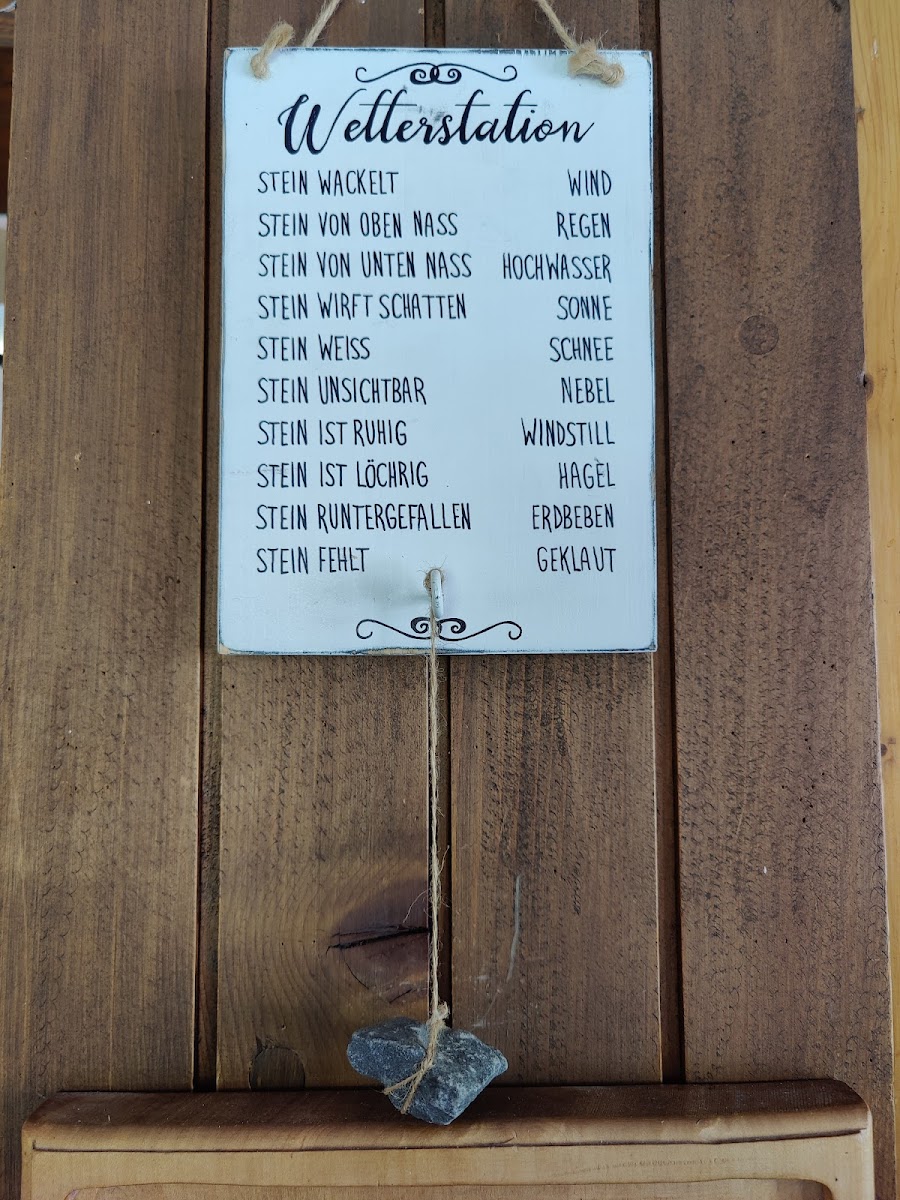 Wetterstation
STEIN WACKELT WIND
STEIN VON OBEN NASS REGEN
STEIN VON UNTEN NASS HOCHWASSER
STEIN WIRFT SCHATTEN SONNE
STEIN WEISS SCHNEE
STEIN UNSICHTBAR NEBEL
STEIN IST RUHIG WINDSTILL
STEIN IST LÖCHRIG HAGEL
STEIN RUNTERGEFALLEN ERDBEBEN
STEIN FEHLT GEKLAUT